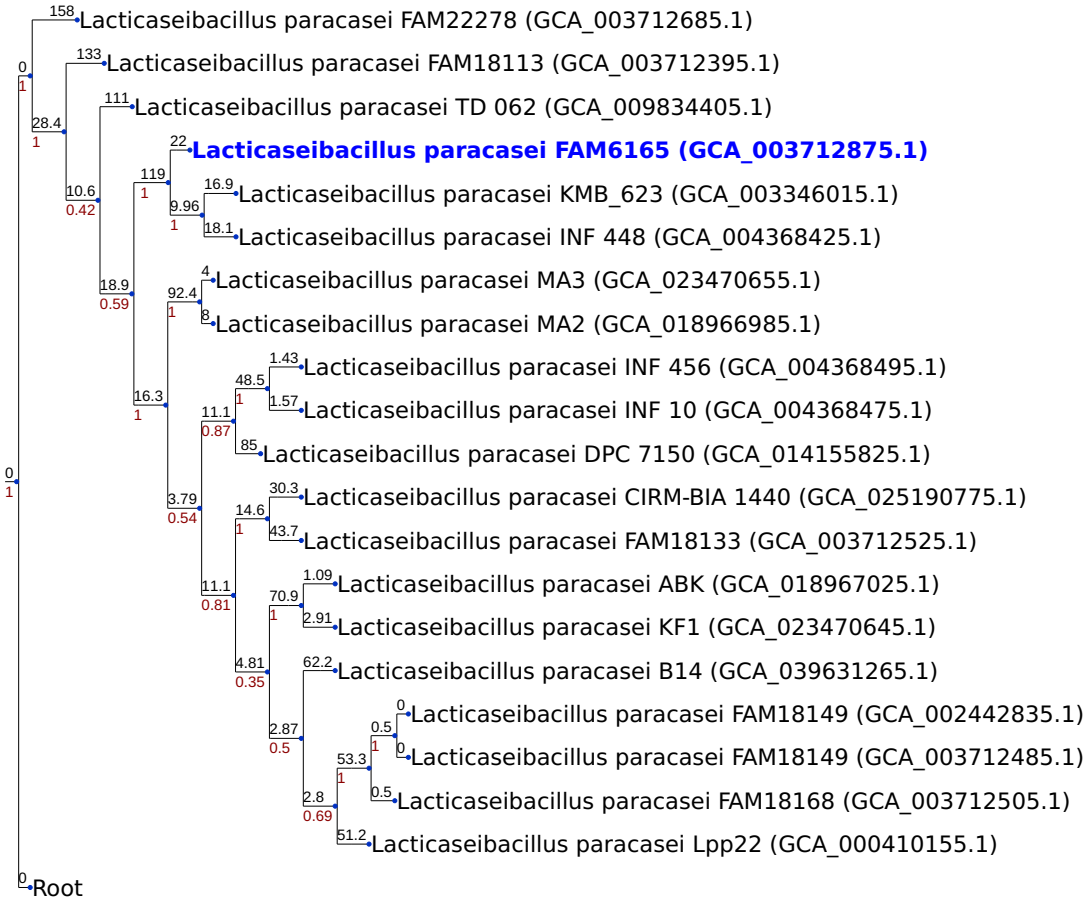 158 Lacticaseibacillus paracasei FAM22278 (GCA_003712685.1)
133 Lacticaseibacillus paracasei FAM18113 (GCA_003712395.1)
0
1
111 Lacticaseibacillus paracasei TD 062 (GCA_009834405.1)
28.4
1
22 Lacticaseibacillus paracasei FAM6165 (GCA_003712875.1)
119
1
16.9 Lacticaseibacillus paracasei KMB_623 (GCA_003346015.1)
10.6
0.42
9.96
1
18.1 Lacticaseibacillus paracasei INF 448 (GCA_004368425.1)
4 Lacticaseibacillus paracasei MA3 (GCA_023470655.1)
18.9
0.59
92.4
1
8 Lacticaseibacillus paracasei MA2 (GCA_018966985.1)
1.43 Lacticaseibacillus paracasei INF 456 (GCA_004368495.1)
48.5
1
16.3
1
1.57 Lacticaseibacillus paracasei INF 10 (GCA_004368475.1)
11.1
0.87
85 Lacticaseibacillus paracasei DPC 7150 (GCA_014155825.1)
0
1
30.3 Lacticaseibacillus paracasei CIRM-BIA 1440 (GCA_025190775.1)
3.79
0.54
14.6
1
43.7 Lacticaseibacillus paracasei FAM18133 (GCA_003712525.1)
1.09 Lacticaseibacillus paracasei ABK (GCA_018967025.1)
11.1
0.81
70.9
1
2.91 Lacticaseibacillus paracasei KF1 (GCA_023470645.1)
4.81
0.35
62.2 Lacticaseibacillus paracasei B14 (GCA_039631265.1)
0 Lacticaseibacillus paracasei FAM18149 (GCA_002442835.1)
2.87
0.5
0.5
1
0 Lacticaseibacillus paracasei FAM18149 (GCA_003712485.1)
53.3
1
0.5 Lacticaseibacillus paracasei FAM18168 (GCA_003712505.1)
2.8
0.69
51.2 Lacticaseibacillus paracasei Lpp22 (GCA_000410155.1)
0 Root